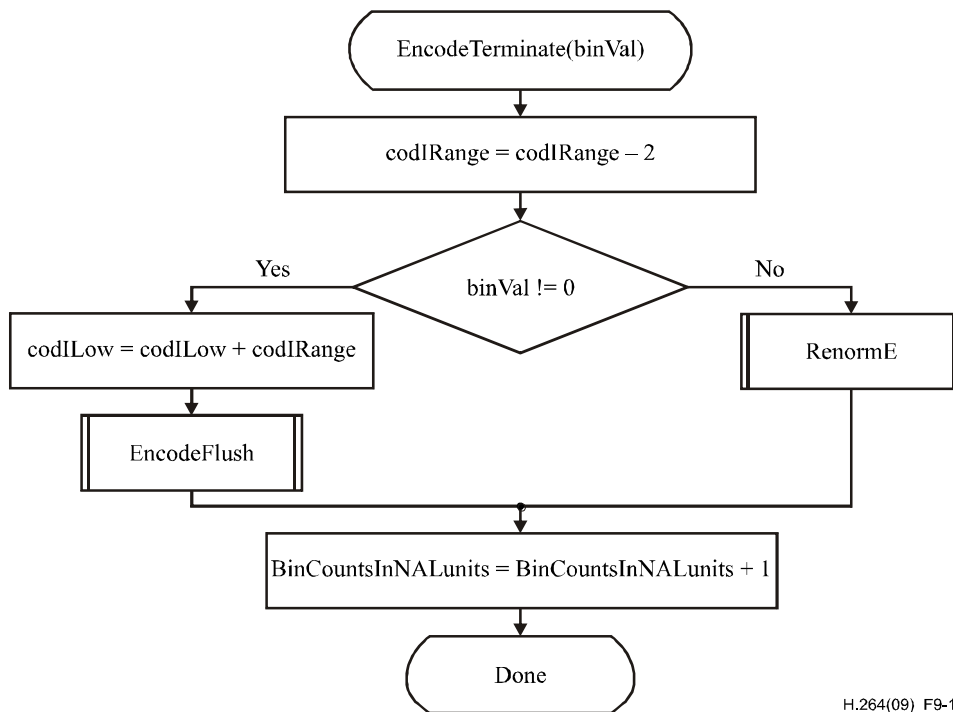 EncodeTerminate(binVal)
codIRange = codIRange – 2
binVal != 0
Yes
No
codILow = codILow + codIRange
RenormE
EncodeFlush
BinCountsInNALunits = BinCountsInNALunits + 1
Done
H.264(09)_F9-1